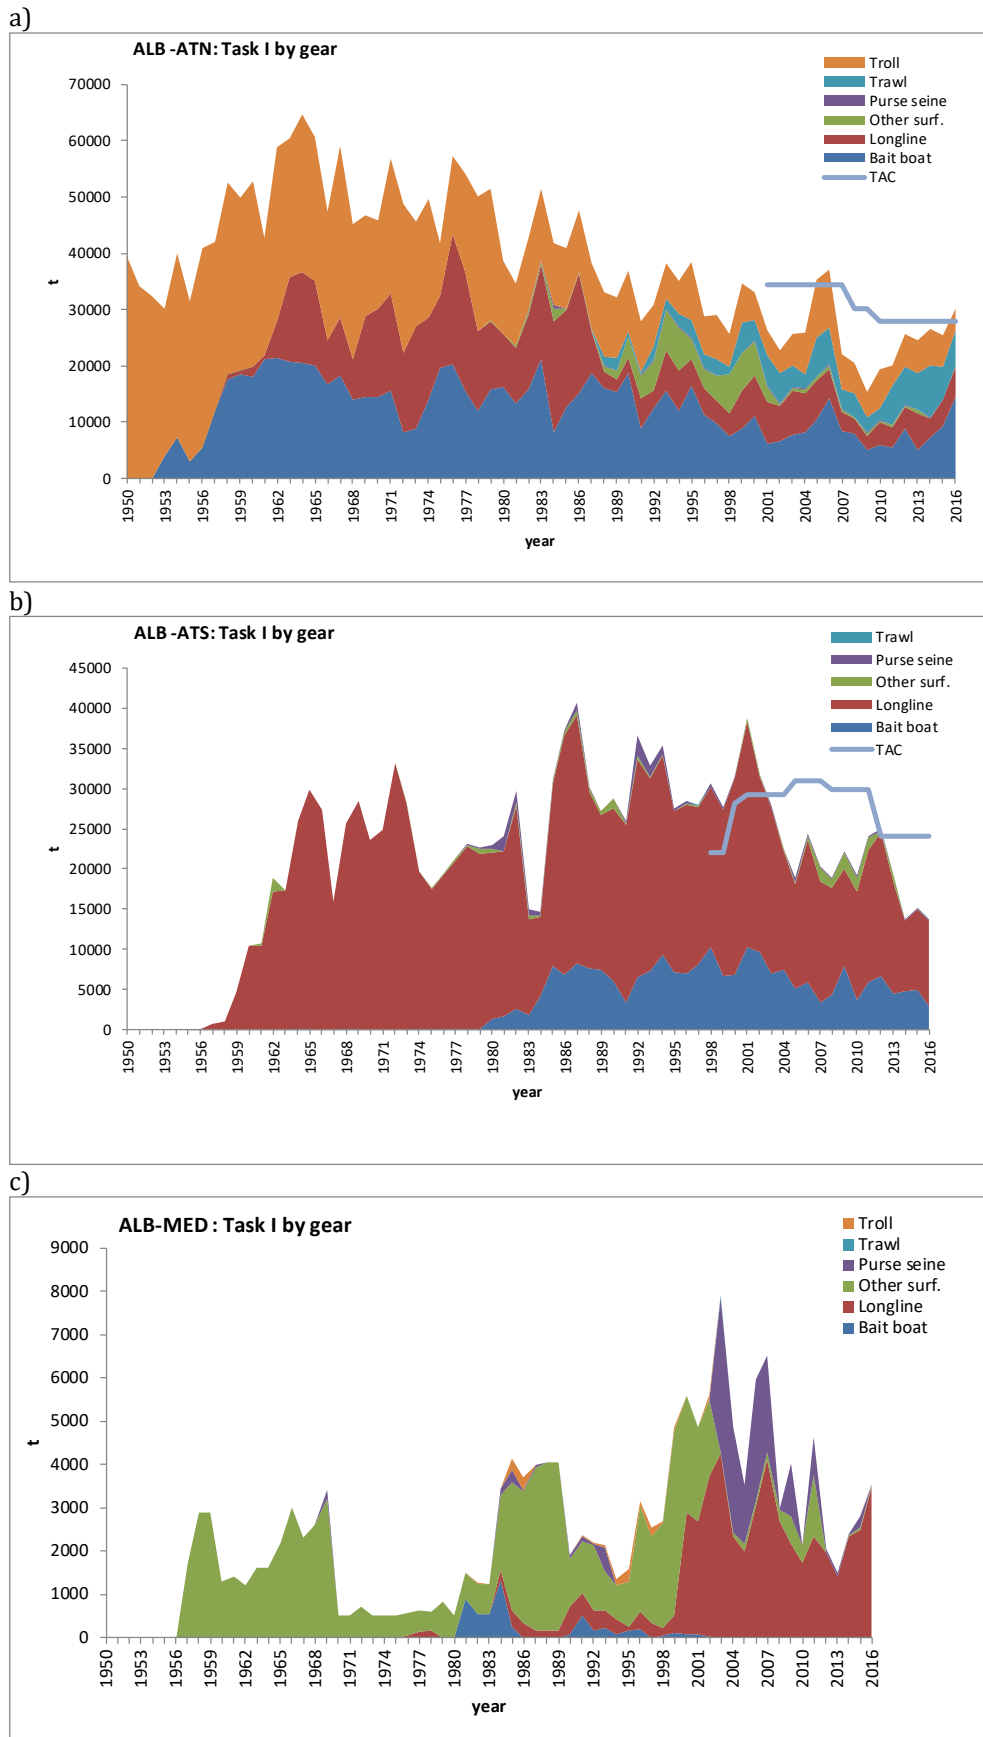 a)
ALB -ATN: Task I by gear
Troll
Trawl
Purse seine
Other surf.
Longline
Bait boat
TAC
70000
60000
50000
40000
30000
20000
10000
0
t
1950 1953 1956 1959 1962 1965 1968 1971 1974 1977 1980 1983 1986 1989 1992 1995 1998 2001 2004 2007 2010 2013 2016
year
b)
ALB -ATS: Task I by gear
Trawl
Purse seine
Other surf.
Longline
Bait boat
TAC
45000
40000
35000
30000
25000
20000
15000
10000
5000
0
t
1950 1953 1956 1959 1962 1965 1968 1971 1974 1977 1980 1983 1986 1989 1992 1995 1998 2001 2004 2007 2010 2013 2016
year
c)
ALB-MED : Task I by gear
Troll
Trawl
Purse seine
Other surf.
Longline
Bait boat
9000
8000
7000
6000
5000
4000
3000
2000
1000
0
t
1950 1953 1956 1959 1962 1965 1968 1971 1974 1977 1980 1983 1986 1989 1992 1995 1998 2001 2004 2007 2010 2013 2016
year